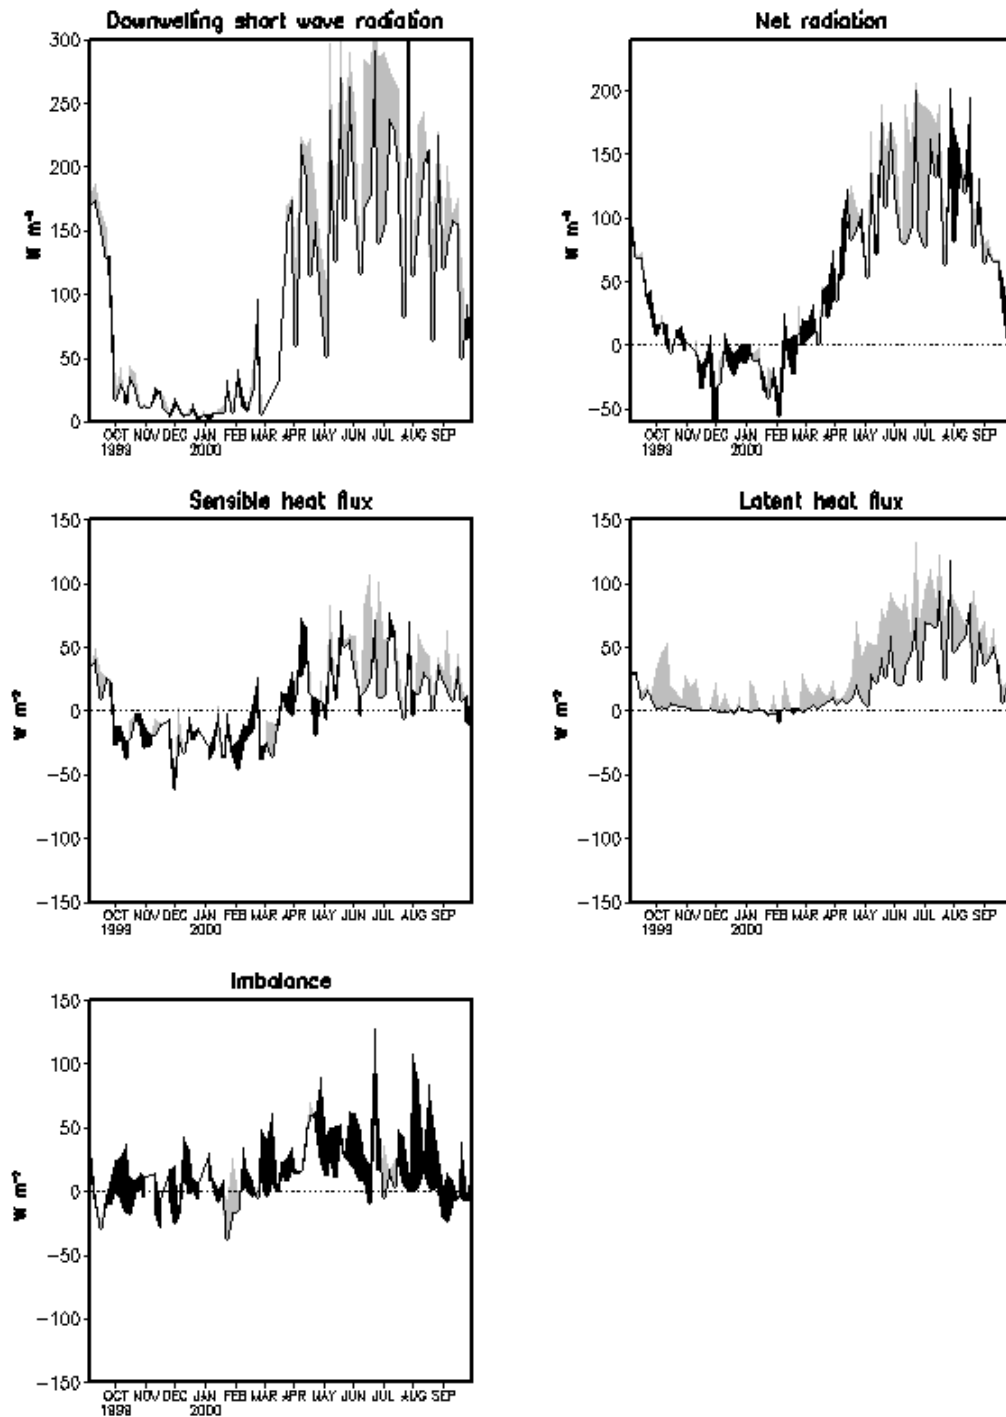 Downwelling short wave radiation
300
250
200
150
100
50
0
W m⁻²
OCT NOV DEC JAN FEB MAR APR MAY JUN JUL AUG SEP
1999 2000
Net radiation
200
150
100
50
0
−50
W m⁻²
OCT NOV DEC JAN FEB MAR APR MAY JUN JUL AUG SEP
1999 2000
Sensible heat flux
150
100
50
0
−50
−100
−150
W m⁻²
OCT NOV DEC JAN FEB MAR APR MAY JUN JUL AUG SEP
1999 2000
Latent heat flux
150
100
50
0
−50
−100
−150
W m⁻²
OCT NOV DEC JAN FEB MAR APR MAY JUN JUL AUG SEP
1999 2000
Imbalance
150
100
50
0
−50
−100
−150
W m⁻²
OCT NOV DEC JAN FEB MAR APR MAY JUN JUL AUG SEP
1999 2000